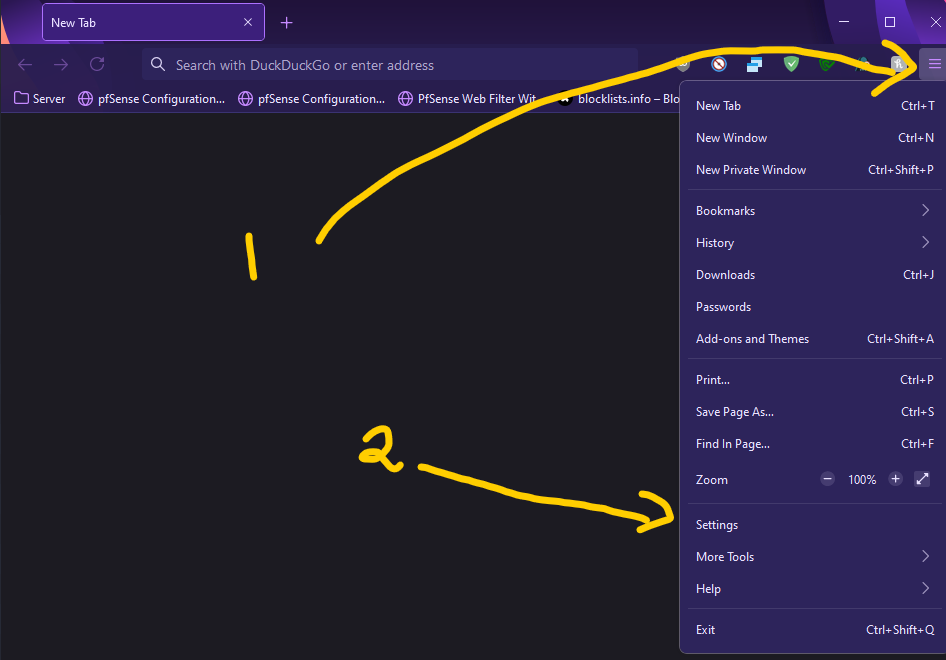 New Tab
Search with DuckDuckGo or enter address
Server pfSense Configuration... pfSense Configuration... PfSense Web Filter Wit blocklists.info – Blo
New Tab Ctrl+T
New Window Ctrl+N
New Private Window Ctrl+Shift+P
Bookmarks
1
History
Downloads Ctrl+J
Passwords
Add-ons and Themes Ctrl+Shift+A
Print... Ctrl+P
Save Page As... Ctrl+S
Find In Page... Ctrl+F
2
Zoom 100%
Settings
More Tools
Help
Exit Ctrl+Shift+Q